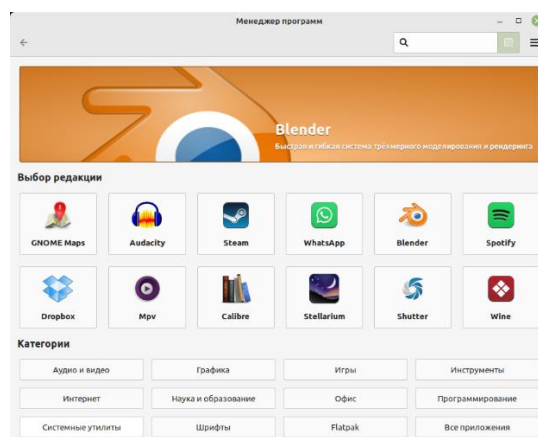 Менеджер программ
Blender
Быстрая и гибкая система трёхмерного моделирования и рендеринга
Выбор редакции
GNOME Maps Audacity Steam WhatsApp Blender Spotify
Dropbox Mpv Calibre Stellarium Shutter Wine
Категории
Аудио и видео Графика Игры Инструменты
Интернет Наука и образование Офис Программирование
Системные утилиты Шрифты Flatpak Все приложения